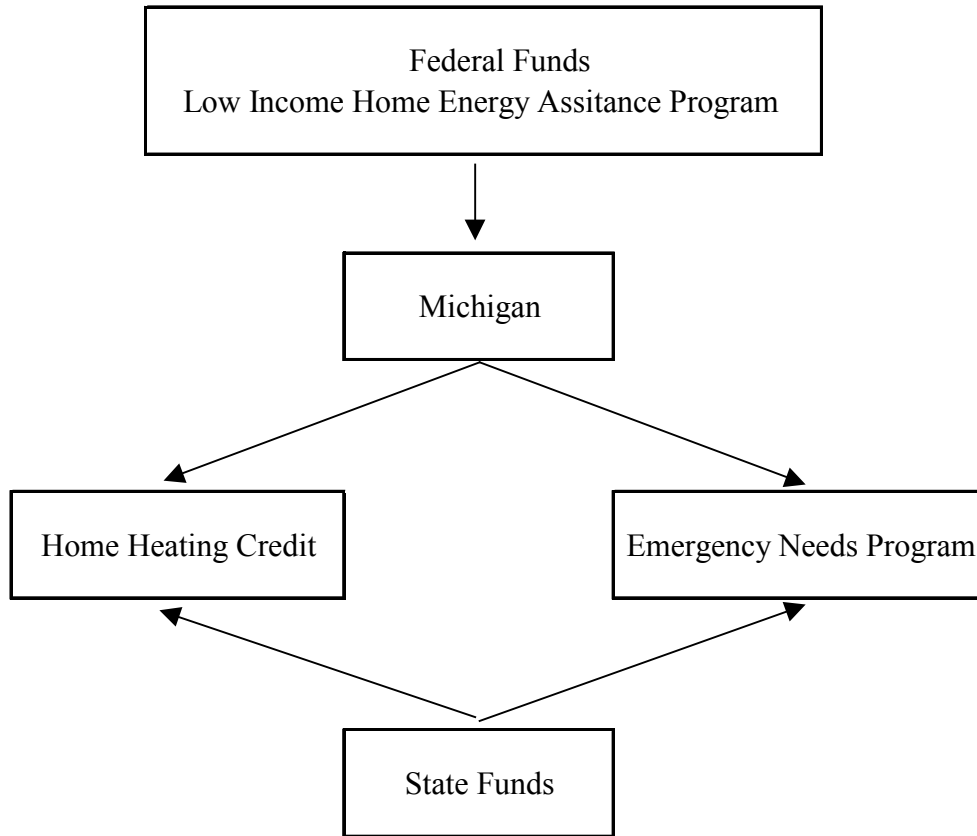 Federal Funds
Low Income Home Energy Assitance Program
Michigan
Home Heating Credit
Emergency Needs Program
State Funds